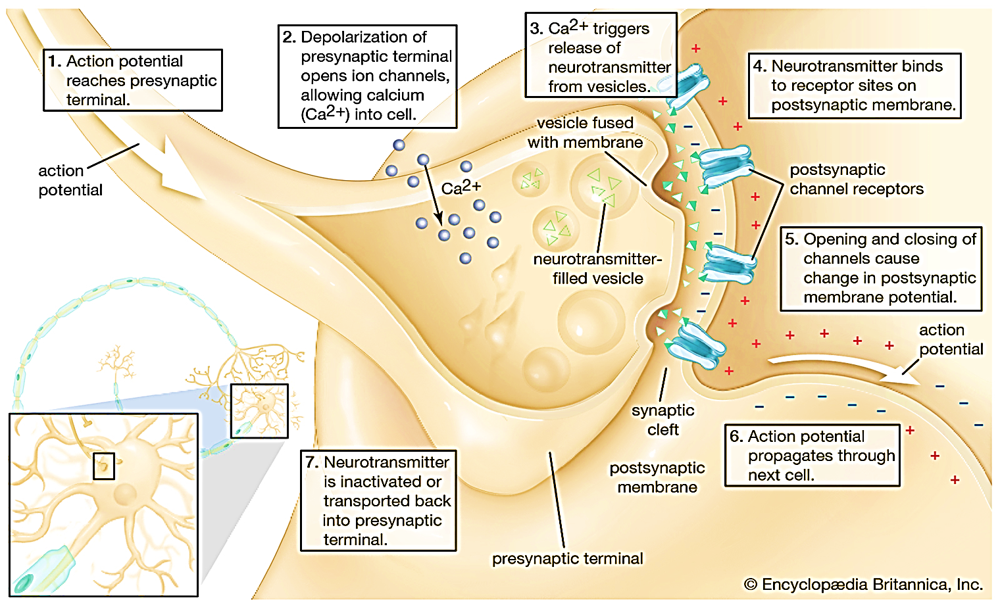 1. Action potential
reaches presynaptic
terminal.
action
potential
2. Depolarization of
presynaptic terminal
opens ion channels,
allowing calcium
(Ca2+) into cell.
Ca2+
3. Ca2+ triggers
release of
neurotransmitter
from vesicles.
vesicle fused
with membrane
neurotransmitter-
filled vesicle
4. Neurotransmitter binds
to receptor sites on
postsynaptic membrane.
postsynaptic
channel receptors
5. Opening and closing of
channels cause
change in postsynaptic
membrane potential.
action
potential
synaptic
cleft
postsynaptic
membrane
6. Action potential
propagates through
next cell.
7. Neurotransmitter
is inactivated or
transported back
into presynaptic
terminal.
presynaptic terminal
© Encyclopædia Britannica, Inc.